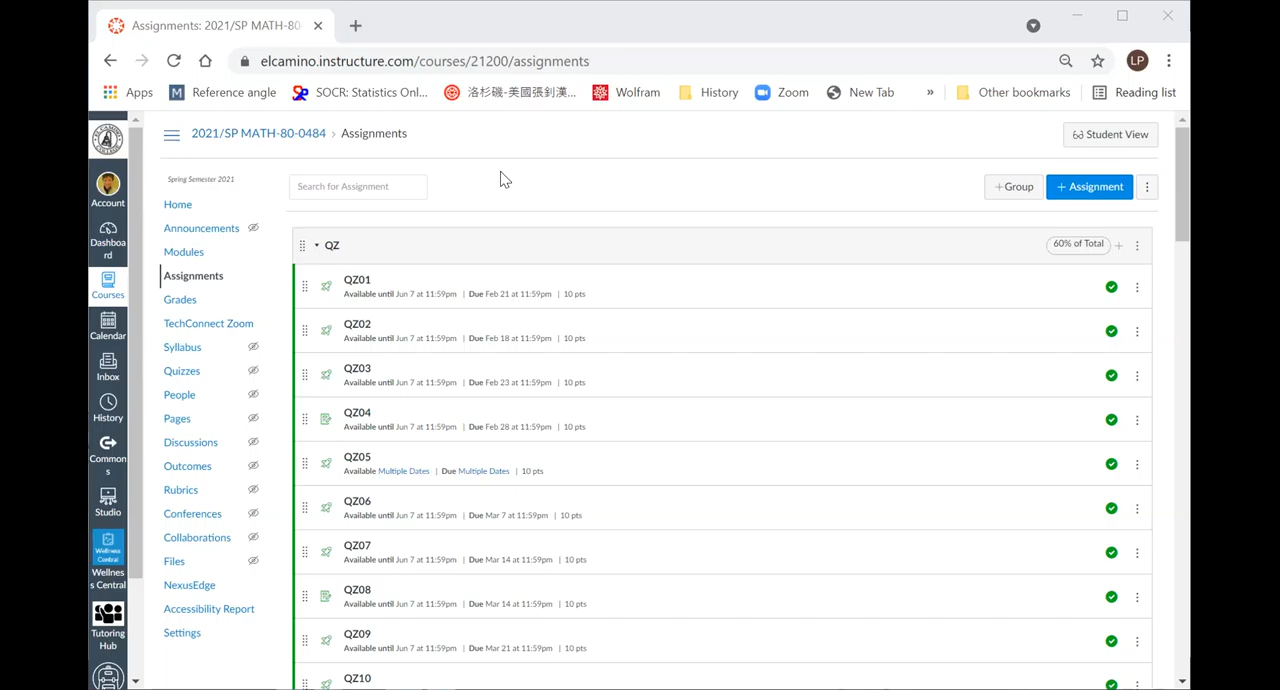 Assignments: 2021/SP MATH-80-0
elcamino.instructure.com/courses/21200/assignments
LP
Apps
M Reference angle
SOCR: Statistics Onl...
Wolfram
History
Zoom
New Tab
»
Other bookmarks
Reading list
2021/SP MATH-80-0484 › Assignments
Student View
Spring Semester 2021
Search for Assignment
+Group
+ Assignment
Account
Dashboa
rd
Courses
Calendar
Inbox
History
Common
s
Studio
Wellness
Central
Wellnes
s Central
Tutoring
Hub
Home
Announcements
Modules
Assignments
Grades
TechConnect Zoom
Syllabus
Quizzes
People
Pages
Discussions
Outcomes
Rubrics
Conferences
Collaborations
Files
NexusEdge
Accessibility Report
Settings
QZ
60% of Total
QZ01
Available until Jun 7 at 11:59pm | Due Feb 21 at 11:59pm | 10 pts
QZ02
Available until Jun 7 at 11:59pm | Due Feb 18 at 11:59pm | 10 pts
QZ03
Available until Jun 7 at 11:59pm | Due Feb 23 at 11:59pm | 10 pts
QZ04
Available until Jun 7 at 11:59pm | Due Feb 28 at 11:59pm | 10 pts
QZ05
Available Multiple Dates | Due Multiple Dates | 10 pts
QZ06
Available until Jun 7 at 11:59pm | Due Mar 7 at 11:59pm | 10 pts
QZ07
Available until Jun 7 at 11:59pm | Due Mar 14 at 11:59pm | 10 pts
QZ08
Available until Jun 7 at 11:59pm | Due Mar 14 at 11:59pm | 10 pts
QZ09
Available until Jun 7 at 11:59pm | Due Mar 21 at 11:59pm | 10 pts
QZ10